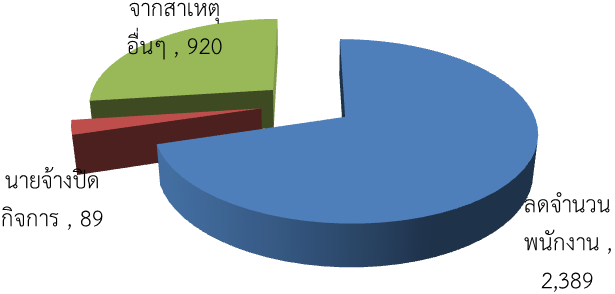 จากสาเหตุ
อื่นๆ , 920
นายจ้างปิด
กิจการ , 89
ลดจำนวน
พนักงาน ,
2,389